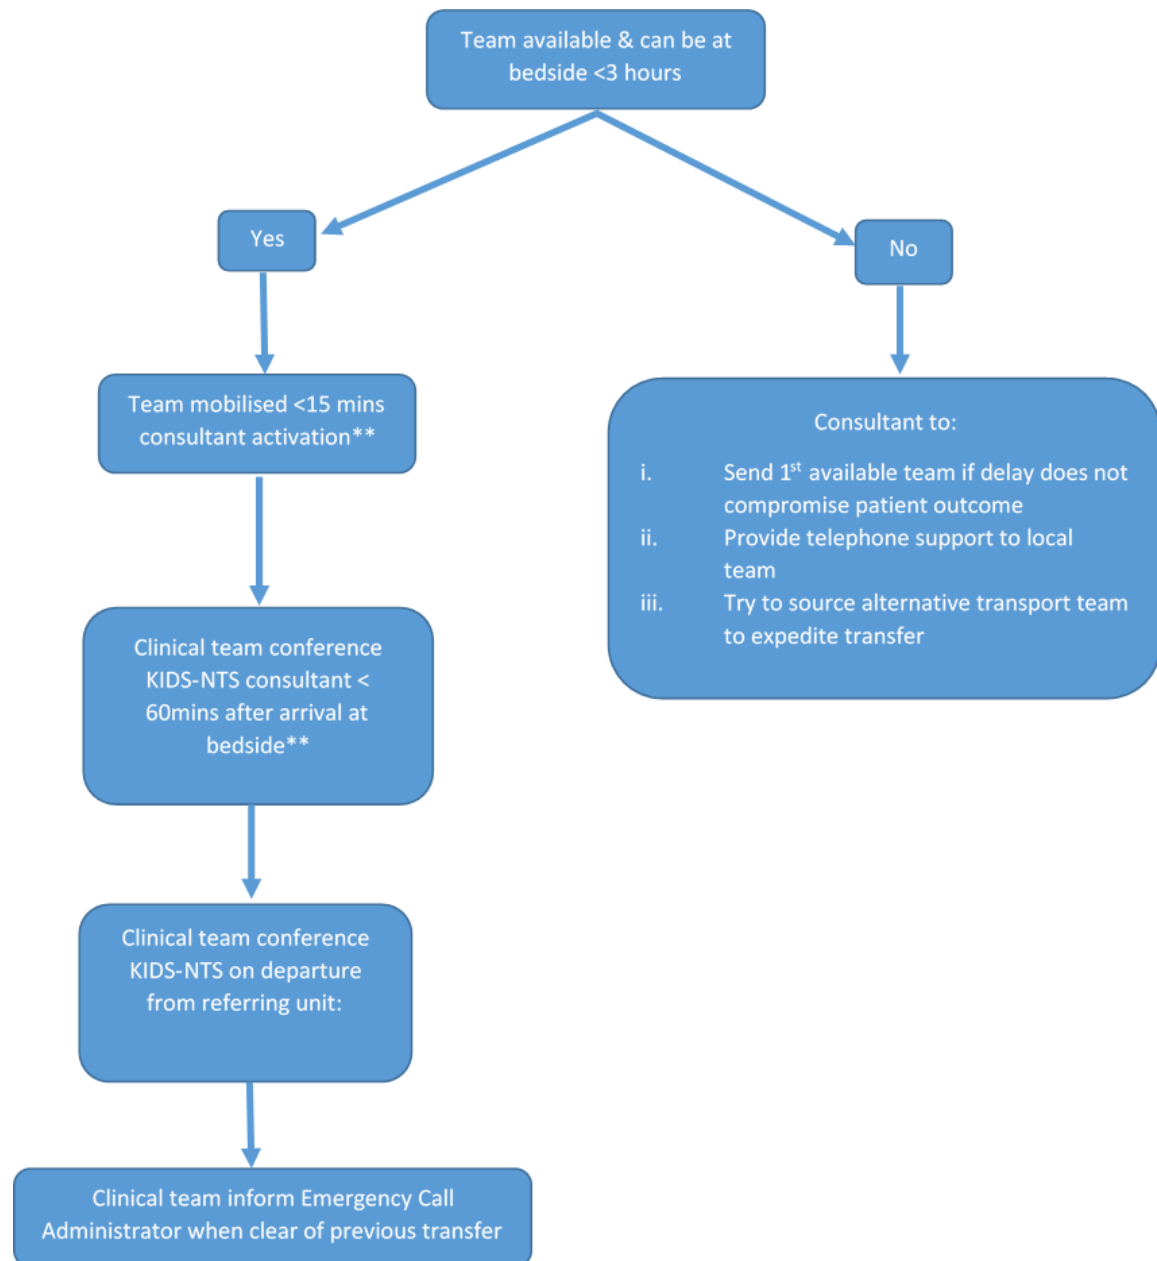 Team available & can be at
bedside <3 hours
Yes
No
Team mobilised <15 mins
consultant activation**
Consultant to:
i. Send 1st available team if delay does not
compromise patient outcome
ii. Provide telephone support to local
team
iii. Try to source alternative transport team
to expedite transfer
Clinical team conference
KIDS-NTS consultant <
60mins after arrival at
bedside**
Clinical team conference
KIDS-NTS on departure
from referring unit:
Clinical team inform Emergency Call
Administrator when clear of previous transfer